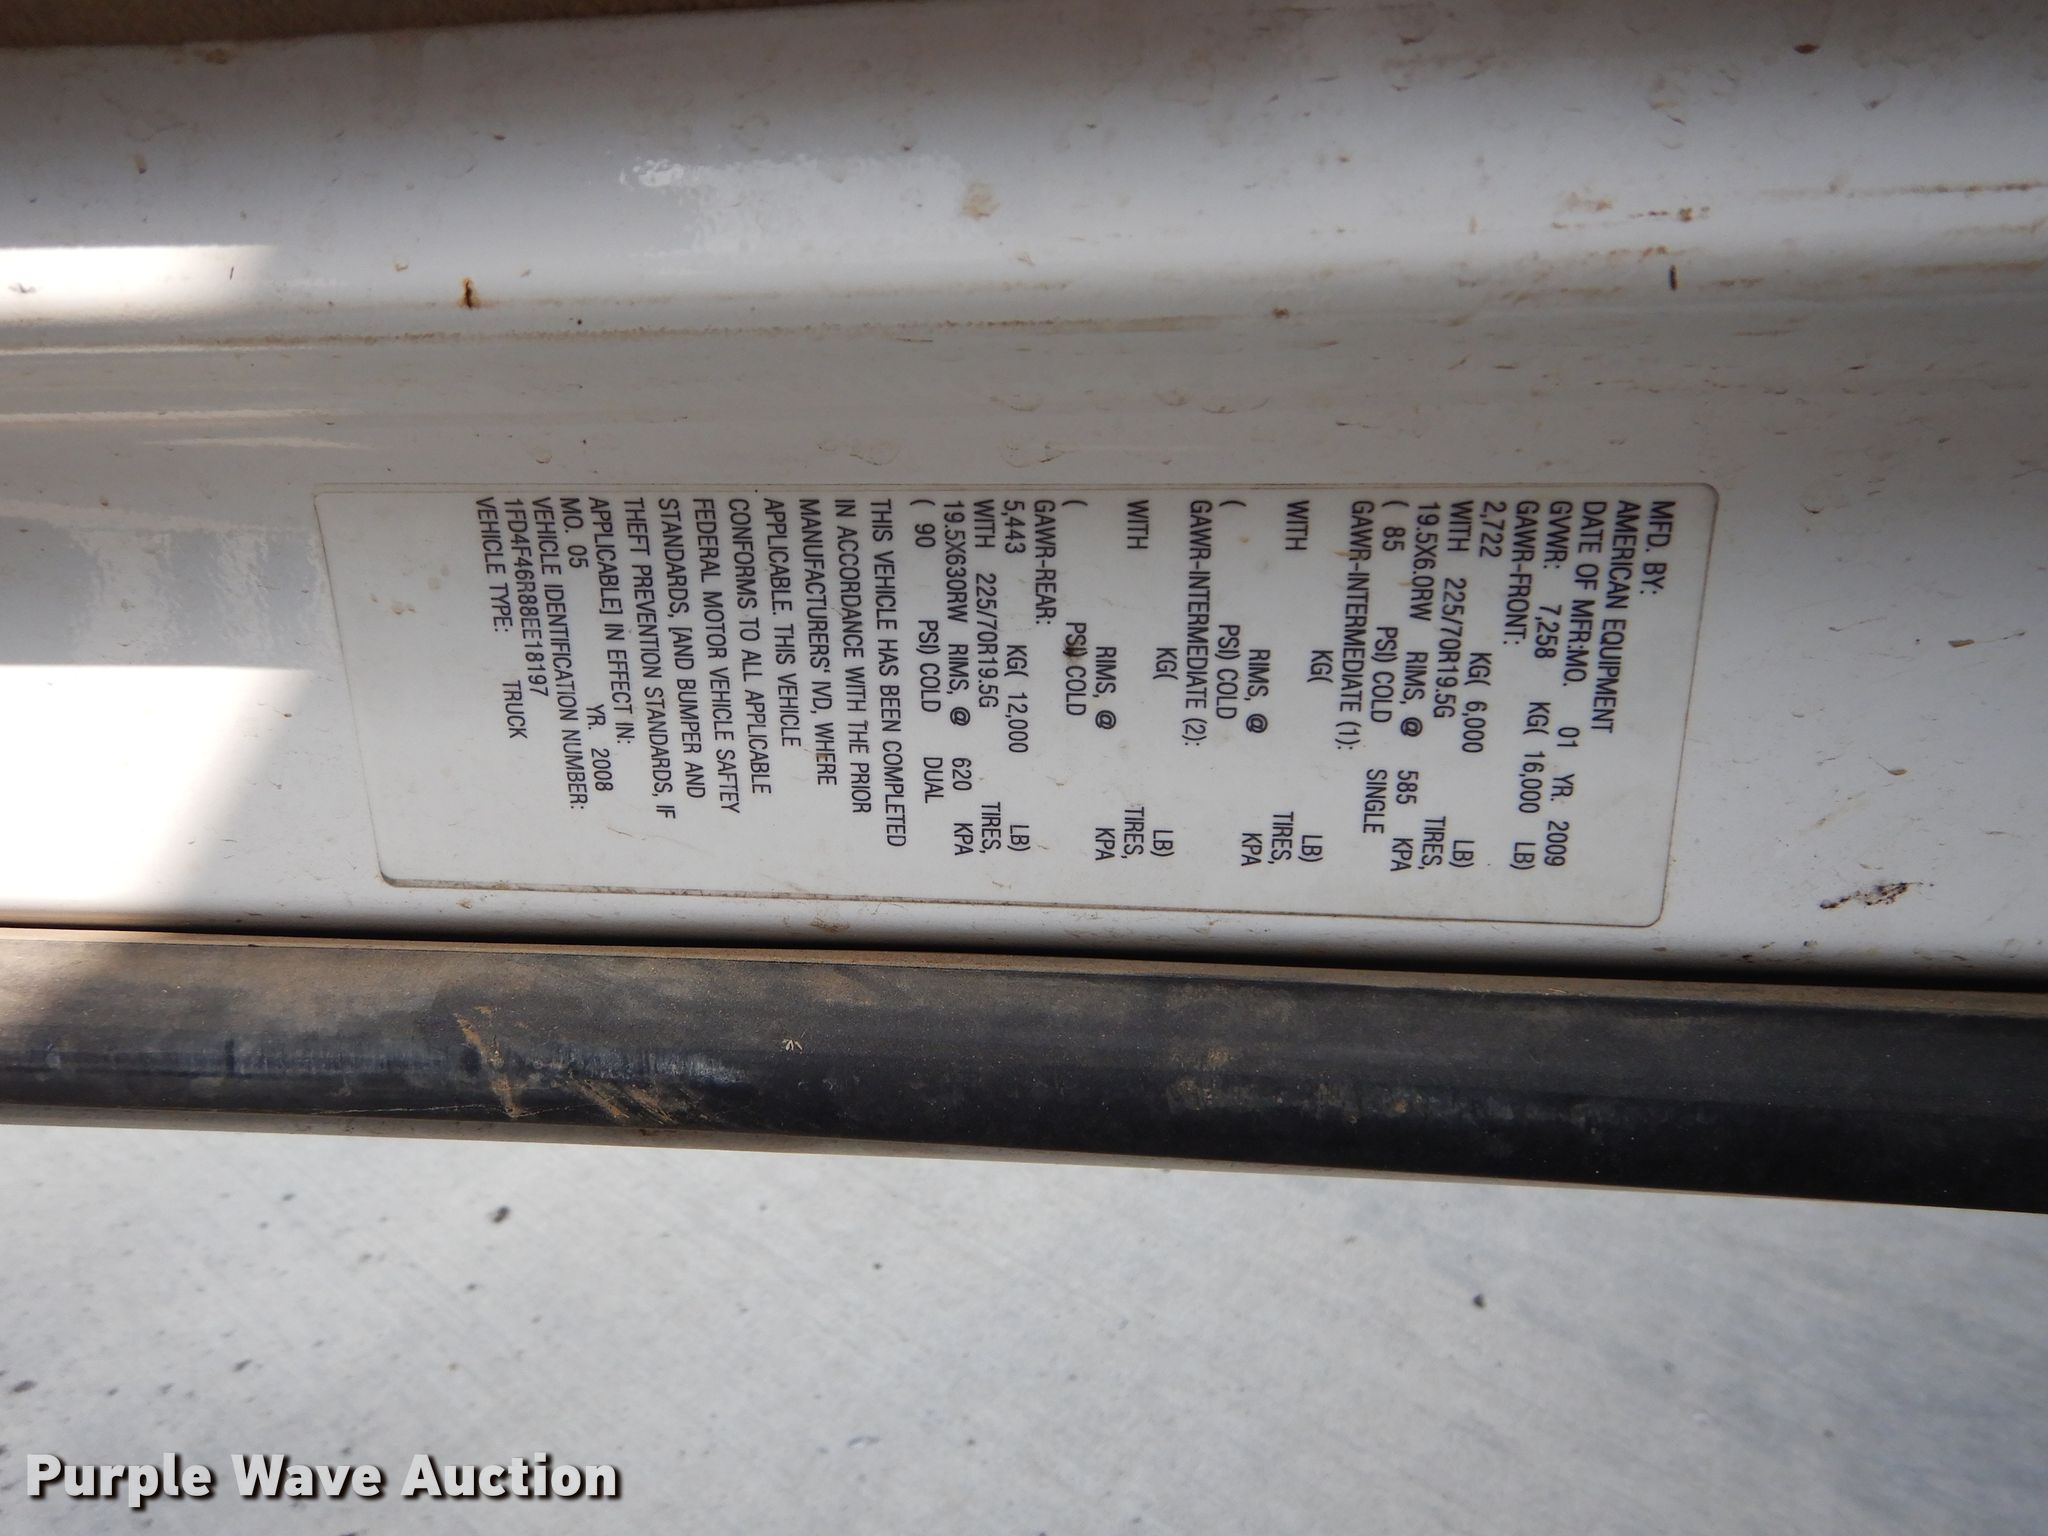 MFD. BY:
AMERICAN EQUIPMENT
DATE OF MFR:MO. 01 YR. 2009
GVWR: 7,258 KG( 16,000 LB)
GAWR-FRONT:
2,722 KG( 6,000 LB)
WITH 225/70R19.5G TIRES,
19.5X6.0RW RIMS, @ 585 KPA
( 85 PSI) COLD SINGLE
GAWR-INTERMEDIATE (1):
KG( LB)
WITH TIRES,
RIMS, @ KPA
( PSI) COLD
GAWR-INTERMEDIATE (2):
KG( LB)
WITH TIRES,
RIMS, @ KPA
( PSI) COLD
GAWR-REAR:
5,443 KG( 12,000 LB)
WITH 225/70R19.5G TIRES,
19.5X630RW RIMS, @ 620 KPA
( 90 PSI) COLD DUAL
THIS VEHICLE HAS BEEN COMPLETED
IN ACCORDANCE WITH THE PRIOR
MANUFACTURERS' IVD, WHERE
APPLICABLE. THIS VEHICLE
CONFORMS TO ALL APPLICABLE
FEDERAL MOTOR VEHICLE SAFTEY
STANDARDS, [AND BUMPER AND
THEFT PREVENTION STANDARDS, IF
APPLICABLE] IN EFFECT IN:
MO. 05 YR. 2008
VEHICLE IDENTIFICATION NUMBER:
1FD4F46R88EE18197
VEHICLE TYPE: TRUCK
Purple Wave Auction